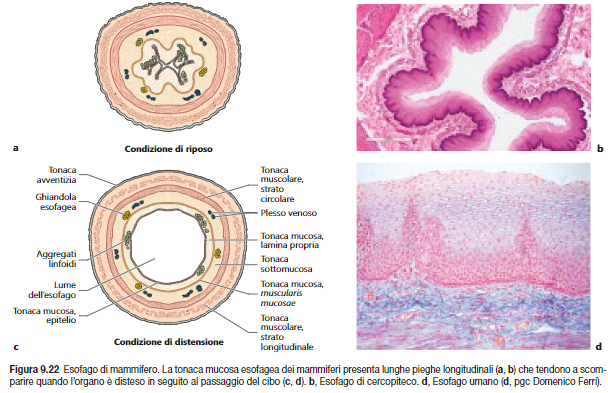 a
Condizione di riposo
b
Tonaca
avventizia
Ghiandola
esofagea
Aggregati
linfoidi
Lume
dell'esofago
Tonaca mucosa,
epitelio
Tonaca
muscolare,
strato
circolare
Plesso venoso
Tonaca mucosa,
lamina propria
Tonaca
sottomucosa
Tonaca mucosa,
muscularis
mucosae
Tonaca
muscolare,
strato
longitudinale
c
Condizione di distensione
d
Figura 9.22 Esofago di mammifero. La tonaca mucosa esofagea dei mammiferi presenta lunghe pieghe longitudinali (a, b) che tendono a scom-
parire quando l'organo è disteso in seguito al passaggio del cibo (c, d). b, Esofago di cercopiteco. d, Esofago umano (d, pgc Domenico Ferri).